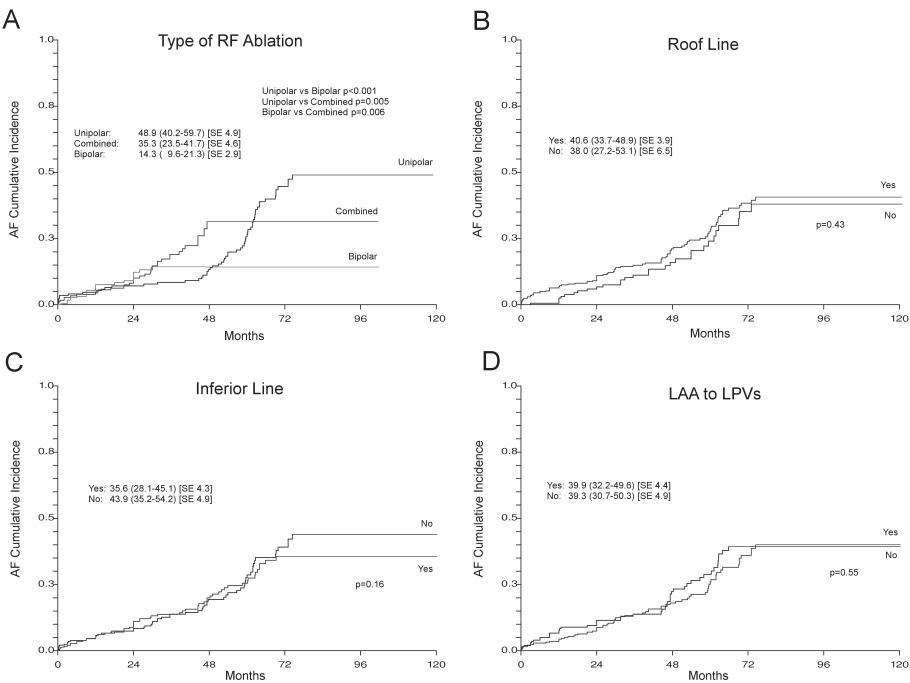 A
Type of RF Ablation
AF Cumulative Incidence
1.0
0.8
0.5
0.3
0.0
Unipolar vs Bipolar p<0.001
Unipolar vs Combined p=0.005
Bipolar vs Combined p=0.006
Unipolar: 48.9 (40.2-59.7) [SE 4.9]
Combined: 35.3 (23.5-41.7) [SE 4.6]
Bipolar: 14.3 ( 9.6-21.3) [SE 2.9]
Unipolar
Combined
Bipolar
0 24 48 72 96 120
Months
B
Roof Line
AF Cumulative Incidence
1.0
0.8
0.5
0.3
0.0
Yes: 40.6 (33.7-48.9) [SE 3.9]
No: 38.0 (27.2-53.1) [SE 6.5]
Yes
No
p=0.43
0 24 48 72 96 120
Months
C
Inferior Line
AF Cumulative Incidence
1.0
0.8
0.5
0.3
0.0
Yes: 35.6 (28.1-45.1) [SE 4.3]
No: 43.9 (35.2-54.2) [SE 4.9]
No
Yes
p=0.16
0 24 48 72 96 120
Months
D
LAA to LPVs
AF Cumulative Incidence
1.0
0.8
0.5
0.3
0.0
Yes: 39.9 (32.2-49.6) [SE 4.4]
No: 39.3 (30.7-50.3) [SE 4.9]
Yes
No
p=0.55
0 24 48 72 96 120
Months